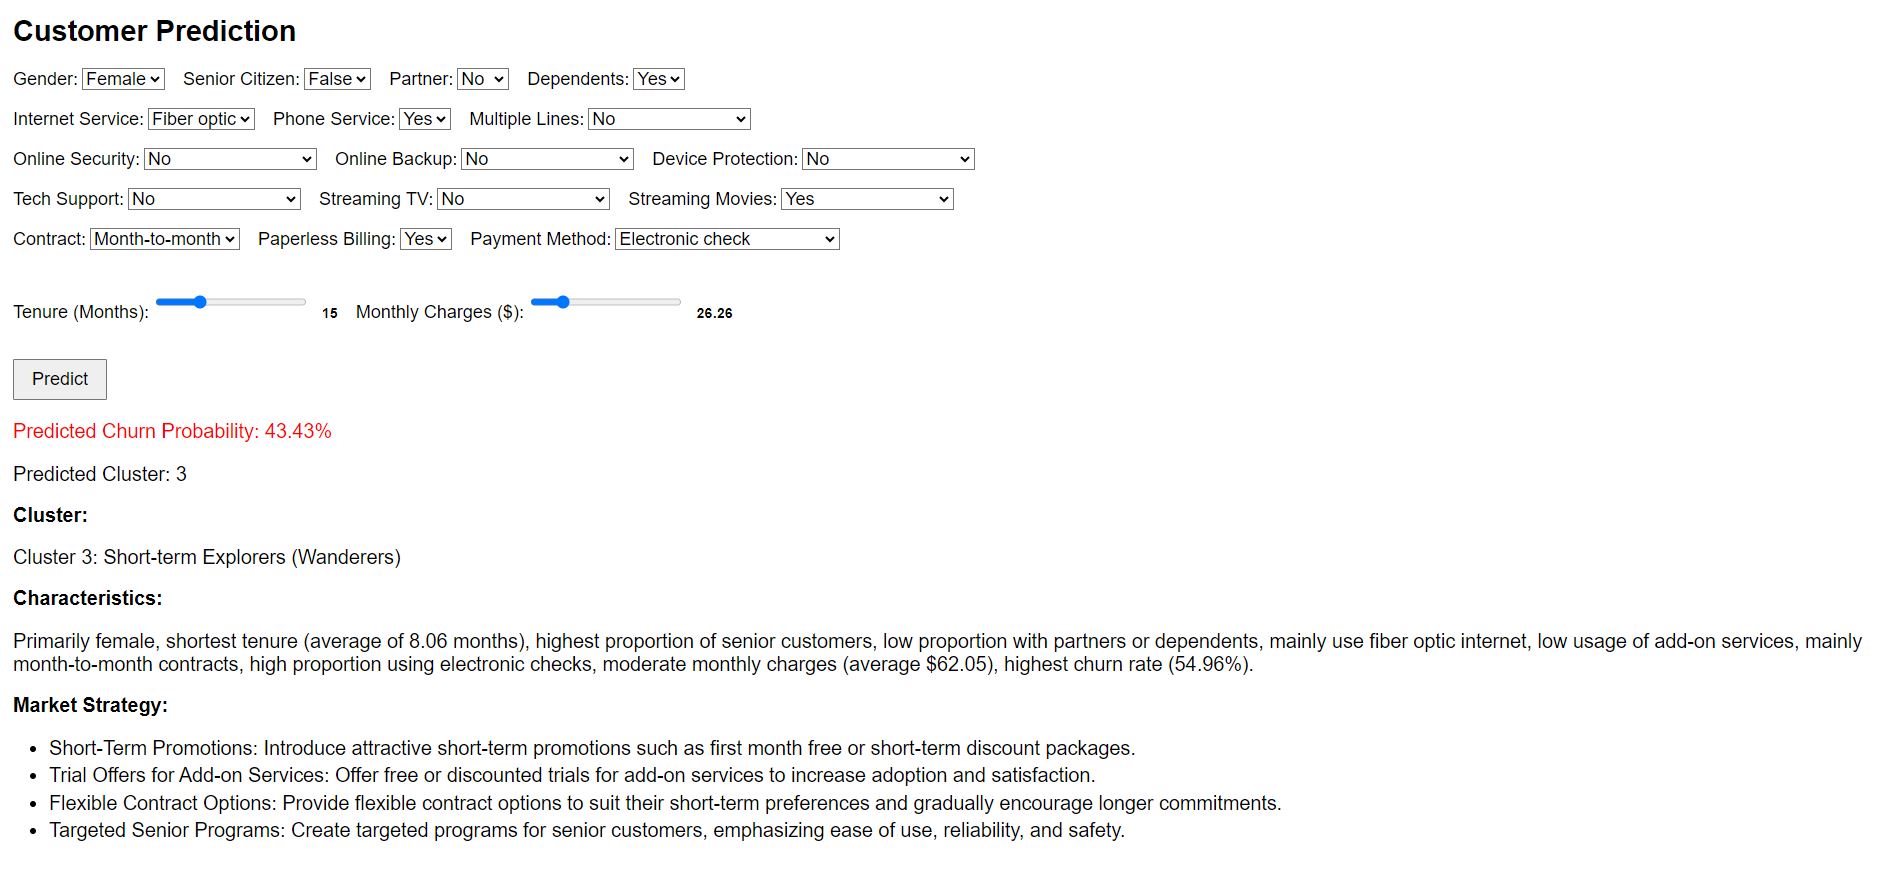 Customer Prediction
Gender: Female Senior Citizen: False Partner: No Dependents: Yes
Internet Service: Fiber optic Phone Service: Yes Multiple Lines: No
Online Security: No Online Backup: No Device Protection: No
Tech Support: No Streaming TV: No Streaming Movies: Yes
Contract: Month-to-month Paperless Billing: Yes Payment Method: Electronic check
Tenure (Months): 15 Monthly Charges ($): 26.26
Predict
Predicted Churn Probability: 43.43%
Predicted Cluster: 3
Cluster:
Cluster 3: Short-term Explorers (Wanderers)
Characteristics:
Primarily female, shortest tenure (average of 8.06 months), highest proportion of senior customers, low proportion with partners or dependents, mainly use fiber optic internet, low usage of add-on services, mainly
month-to-month contracts, high proportion using electronic checks, moderate monthly charges (average $62.05), highest churn rate (54.96%).
Market Strategy:
• Short-Term Promotions: Introduce attractive short-term promotions such as first month free or short-term discount packages.
• Trial Offers for Add-on Services: Offer free or discounted trials for add-on services to increase adoption and satisfaction.
• Flexible Contract Options: Provide flexible contract options to suit their short-term preferences and gradually encourage longer commitments.
• Targeted Senior Programs: Create targeted programs for senior customers, emphasizing ease of use, reliability, and safety.